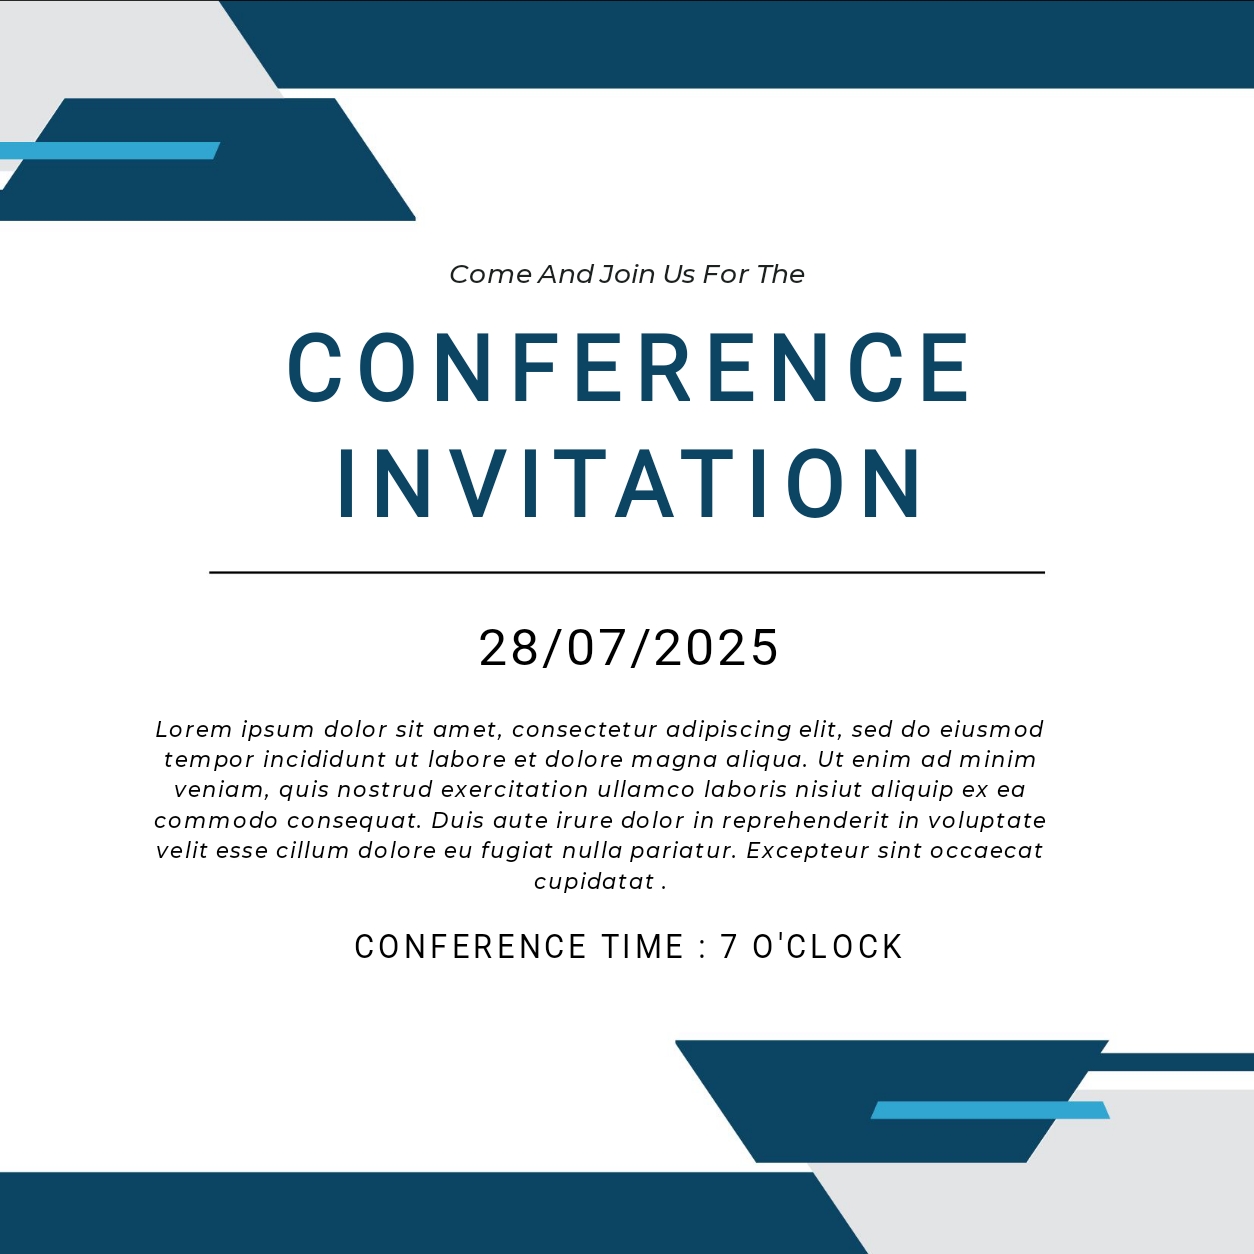 Come And Join Us For The
CONFERENCE
INVITATION
28/07/2025
Lorem ipsum dolor sit amet, consectetur adipiscing elit, sed do eiusmod
tempor incididunt ut labore et dolore magna aliqua. Ut enim ad minim
veniam, quis nostrud exercitation ullamco laboris nisiut aliquip ex ea
commodo consequat. Duis aute irure dolor in reprehenderit in voluptate
velit esse cillum dolore eu fugiat nulla pariatur. Excepteur sint occaecat
cupidatat .
CONFERENCE TIME : 7 O'CLOCK